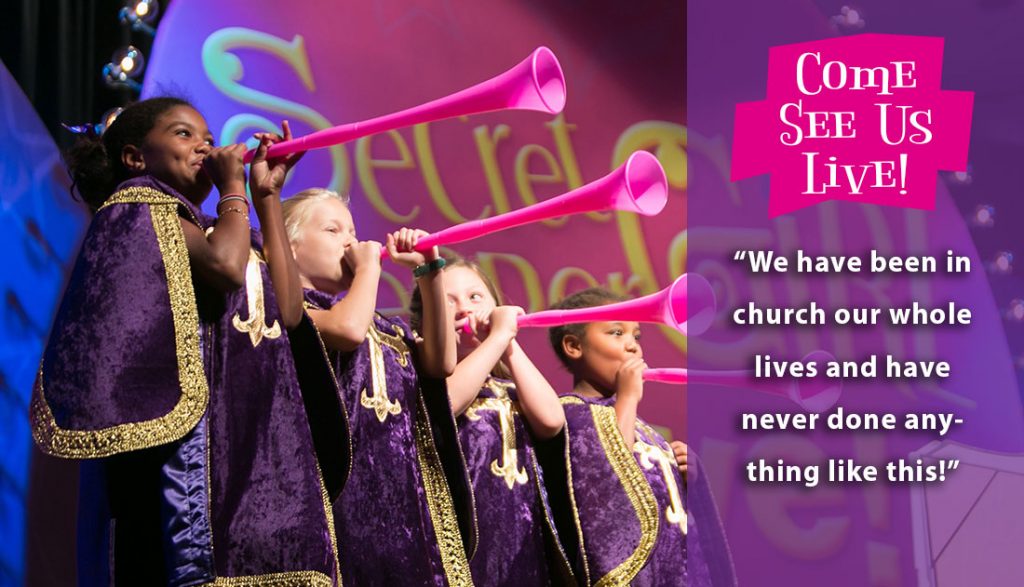 Secret
Come
See Us
Live!
“We have been in
church our whole
lives and have
never done any-
thing like this!”